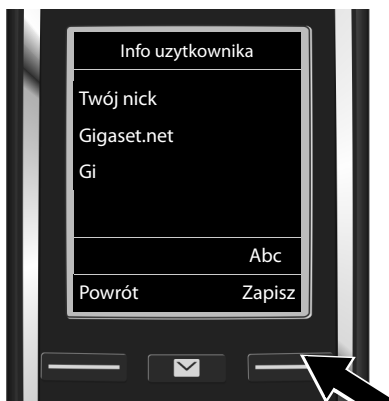 Info uzytkownika
Twój nick
Gigaset.net
Gi
Abc
Powrót Zapisz